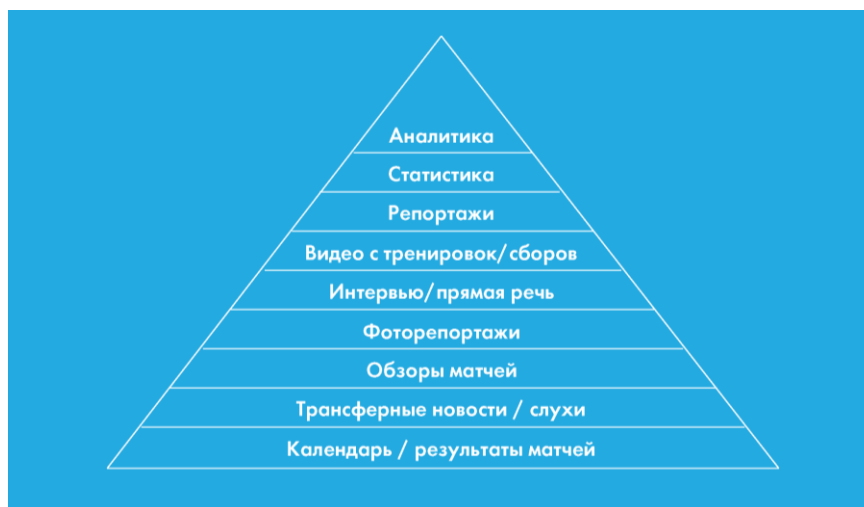 Аналитика
Статистика
Репортажи
Видео с тренировок/сборов
Интервью/прямая речь
Фоторепортажи
Обзоры матчей
Трансферные новости / слухи
Календарь / результаты матчей